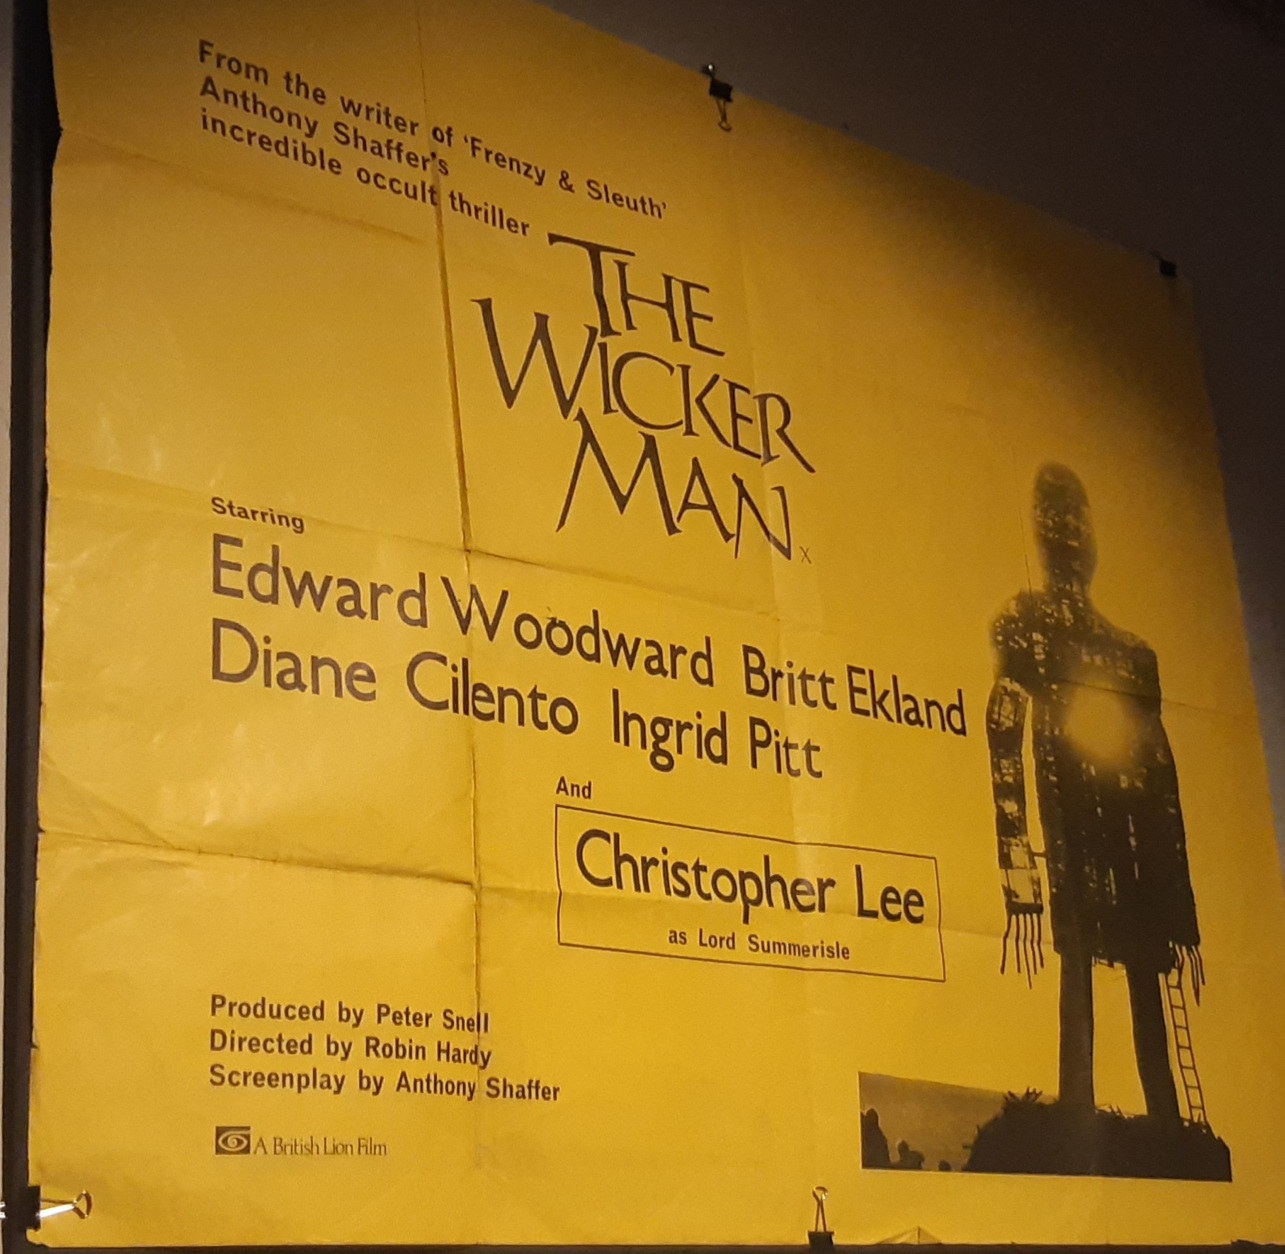 From the writer of 'Frenzy & Sleuth'
Anthony Shaffer's
incredible occult thriller
THE
WICKER
MAN X
Starring
Edward Woodward Britt Ekland
Diane Cilento Ingrid Pitt
And
Christopher Lee
as Lord Summerisle
Produced by Peter Snell
Directed by Robin Hardy
Screenplay by Anthony Shaffer
A British Lion Film